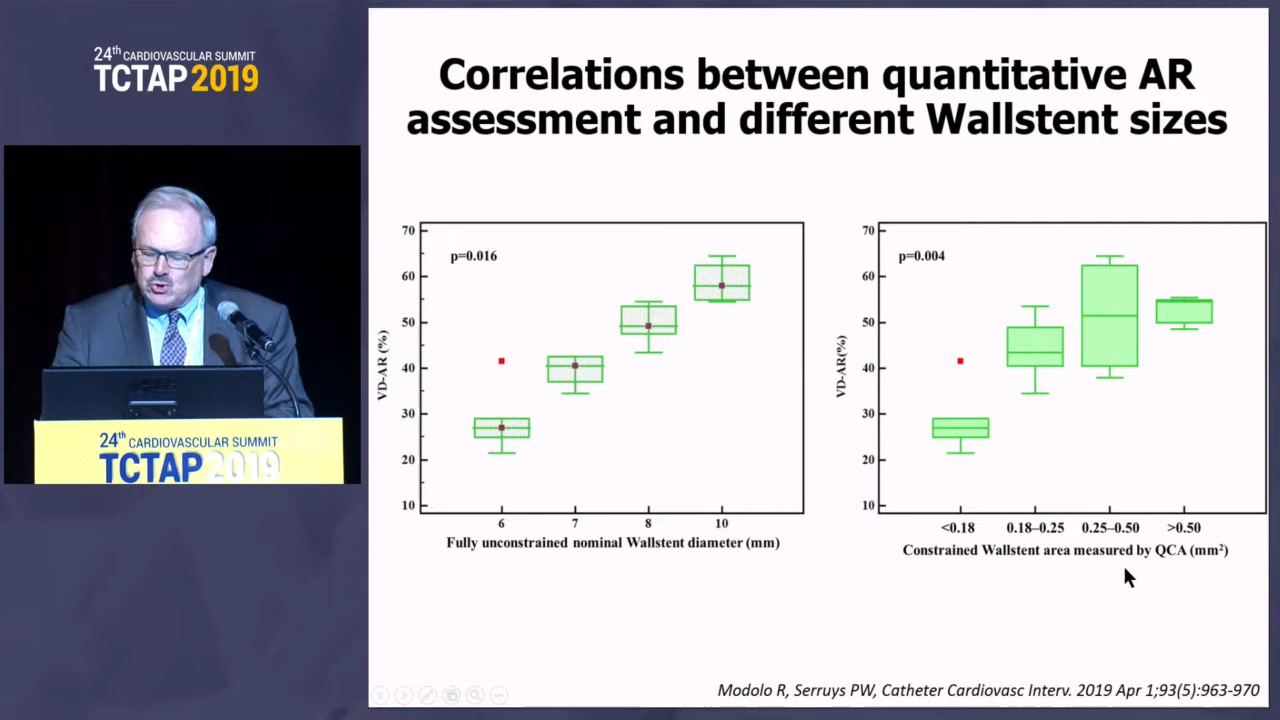 24th CARDIOVASCULAR SUMMIT
TCTAP 2019
Correlations between quantitative AR
assessment and different Wallstent sizes
70
60
50
40
30
20
10
VD-AR (%)
p=0.016
6 7 8 10
Fully unconstrained nominal Wallstent diameter (mm)
70
60
50
40
30
20
10
VD-AR(%)
p=0.004
<0.18 0.18–0.25 0.25–0.50 >0.50
Constrained Wallstent area measured by QCA (mm²)
24th CARDIOVASCULAR SUMMIT
TCTAP 2019
Modolo R, Serruys PW, Catheter Cardiovasc Interv. 2019 Apr 1;93(5):963-970